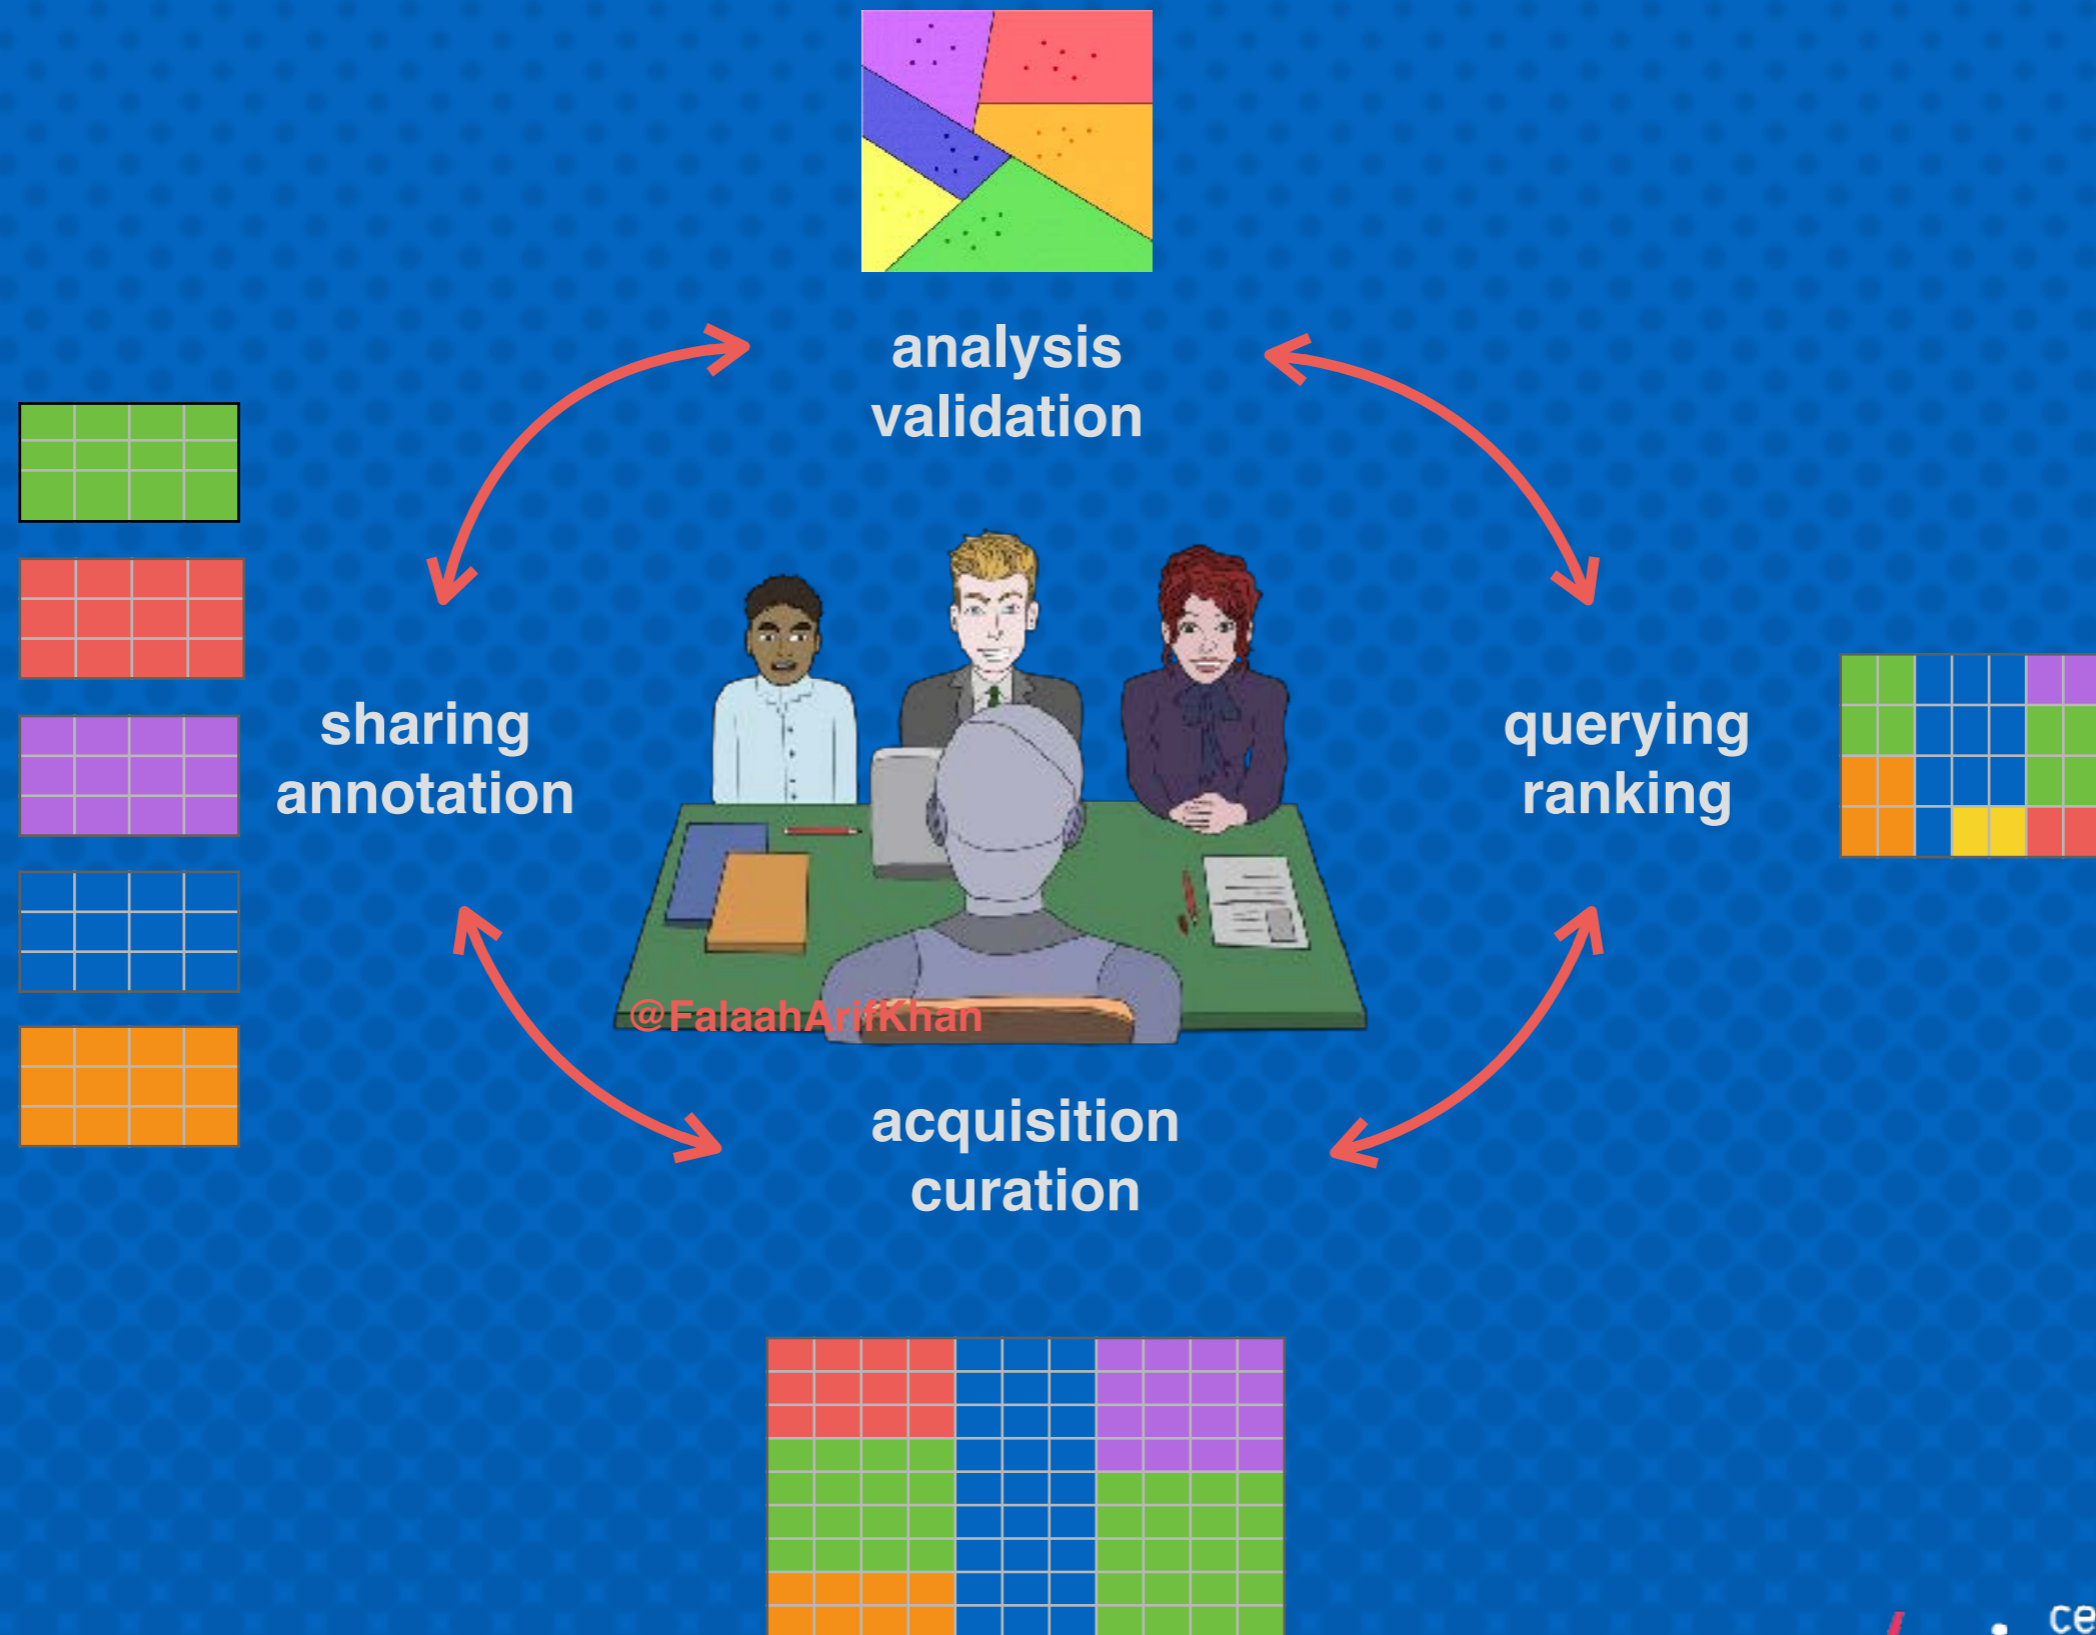 analysis
validation
sharing
annotation
querying
ranking
@FalaahArifKhan
acquisition
curation